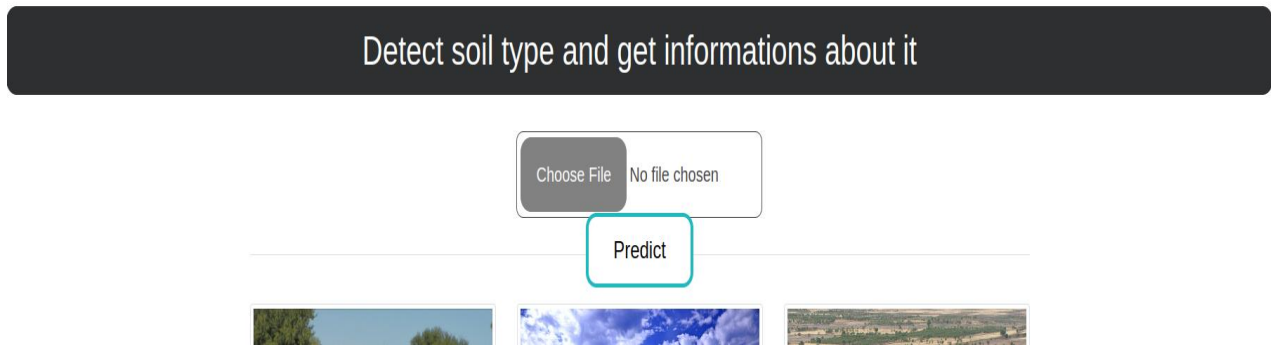 Detect soil type and get informations about it
Choose File No file chosen
Predict